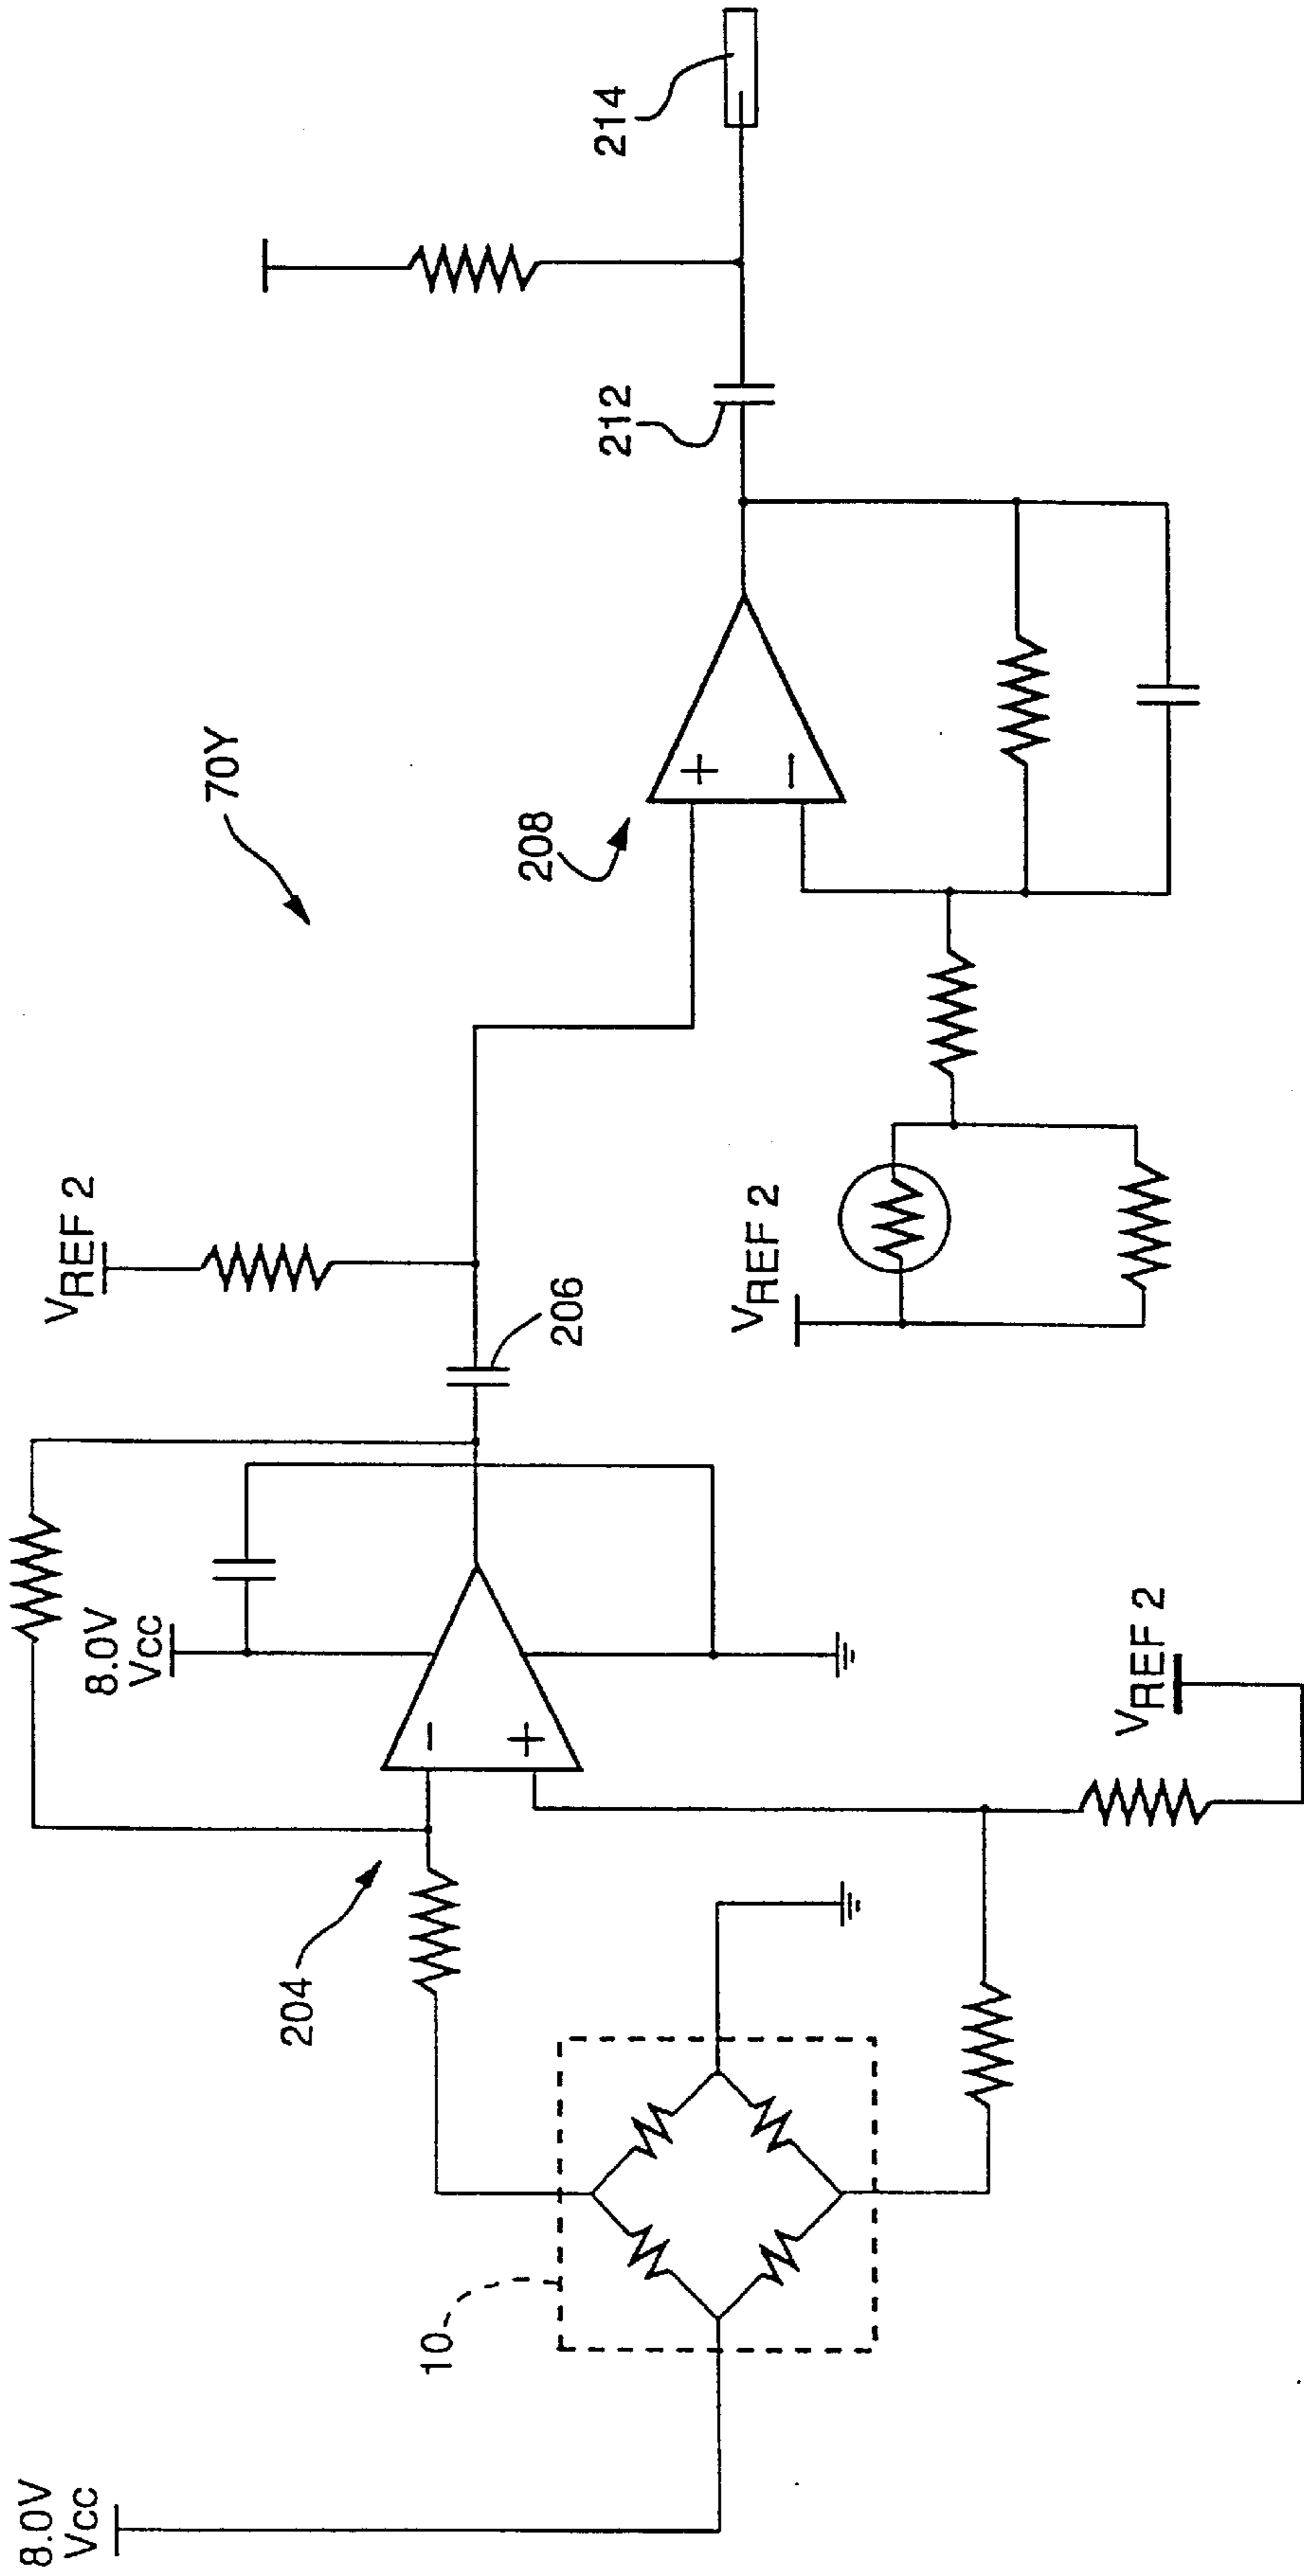 70Y
8.0V
VCC
10
204
8.0V
VCC
−
+
VREF 2
VREF 2
206
VREF 2
208
+
−
212
214